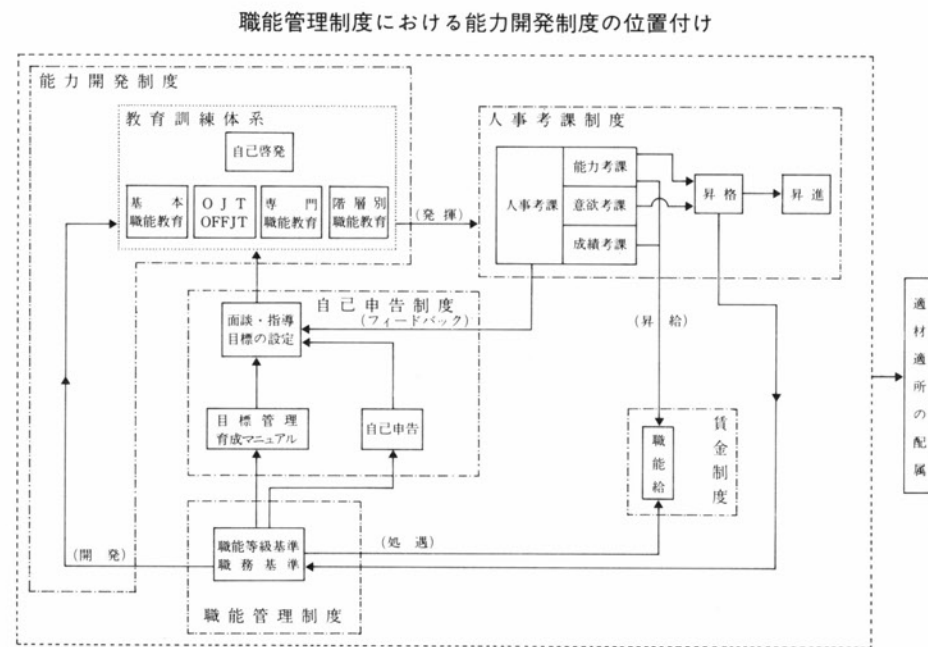 職能管理制度における能力開発制度の位置付け
能力開発制度
教育訓練体系
自己啓発
基本
職能教育
OJT
OFFJT
専門
職能教育
階層別
職能教育
(発揮)
人事考課制度
人事考課
能力考課
意欲考課
成績考課
昇格
昇進
自己申告制度
(フィードバック)
面談・指導
目標の設定
(昇給)
目標管理
育成マニュアル
自己申告
賃金制度
職能給
適材適所の配属
(開発)
職能等級基準
職務基準
(処遇)
職能管理制度